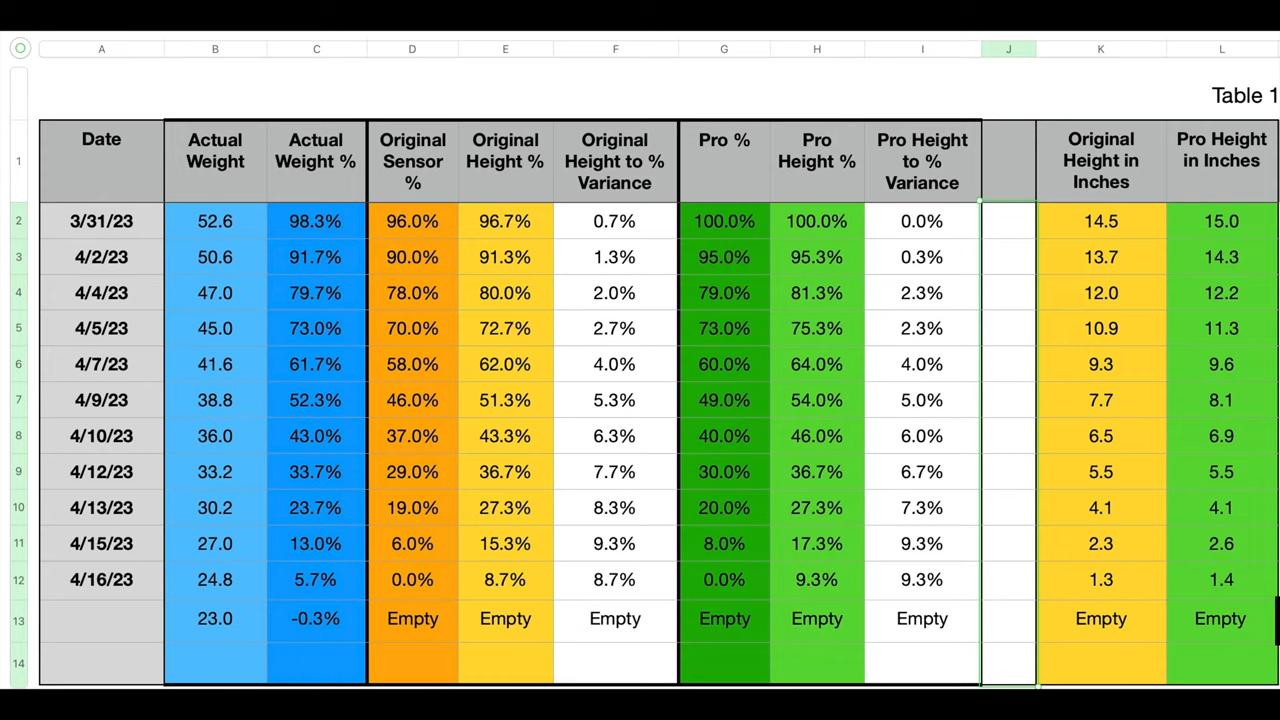 A B C D E F G H I J K L
Table 1
Date Actual Weight Actual Weight % Original Sensor % Original Height % Original Height to % Variance Pro % Pro Height % Pro Height to % Variance Original Height in Inches Pro Height in Inches
1
2 3/31/23 52.6 98.3% 96.0% 96.7% 0.7% 100.0% 100.0% 0.0% 14.5 15.0
3 4/2/23 50.6 91.7% 90.0% 91.3% 1.3% 95.0% 95.3% 0.3% 13.7 14.3
4 4/4/23 47.0 79.7% 78.0% 80.0% 2.0% 79.0% 81.3% 2.3% 12.0 12.2
5 4/5/23 45.0 73.0% 70.0% 72.7% 2.7% 73.0% 75.3% 2.3% 10.9 11.3
6 4/7/23 41.6 61.7% 58.0% 62.0% 4.0% 60.0% 64.0% 4.0% 9.3 9.6
7 4/9/23 38.8 52.3% 46.0% 51.3% 5.3% 49.0% 54.0% 5.0% 7.7 8.1
8 4/10/23 36.0 43.0% 37.0% 43.3% 6.3% 40.0% 46.0% 6.0% 6.5 6.9
9 4/12/23 33.2 33.7% 29.0% 36.7% 7.7% 30.0% 36.7% 6.7% 5.5 5.5
10 4/13/23 30.2 23.7% 19.0% 27.3% 8.3% 20.0% 27.3% 7.3% 4.1 4.1
11 4/15/23 27.0 13.0% 6.0% 15.3% 9.3% 8.0% 17.3% 9.3% 2.3 2.6
12 4/16/23 24.8 5.7% 0.0% 8.7% 8.7% 0.0% 9.3% 9.3% 1.3 1.4
13 23.0 -0.3% Empty Empty Empty Empty Empty Empty Empty Empty
14